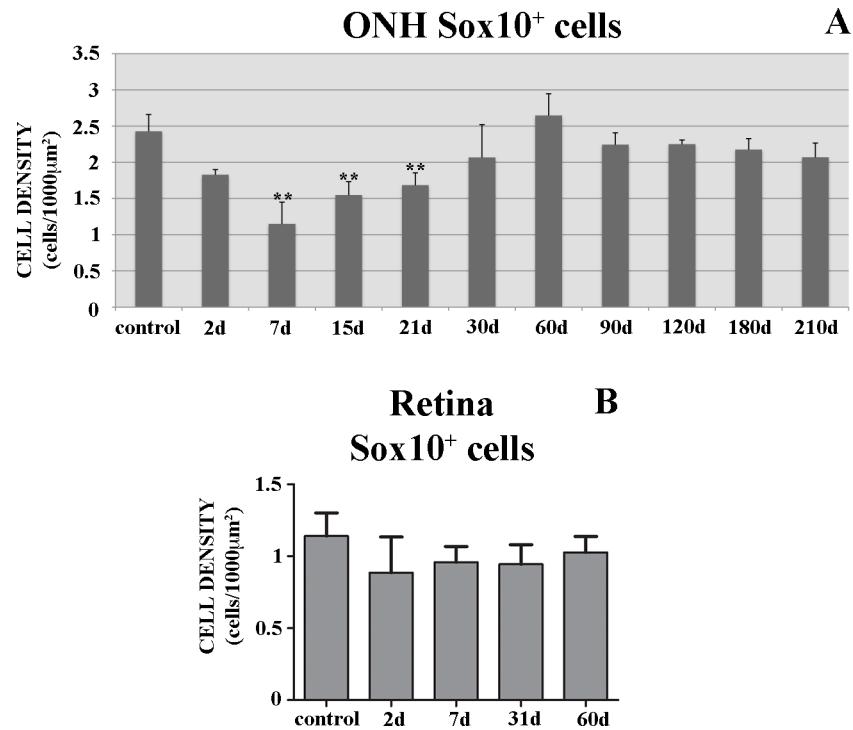 ONH Sox10⁺ cells
A
CELL DENSITY
(cells/1000μm²)
3.5
3
2.5
2
1.5
1
0.5
0
**
**
**
control 2d 7d 15d 21d 30d 60d 90d 120d 180d 210d
Retina
B
Sox10⁺ cells
CELL DENSITY
(cells/1000μm²)
1.5
1
0.5
0
control 2d 7d 31d 60d